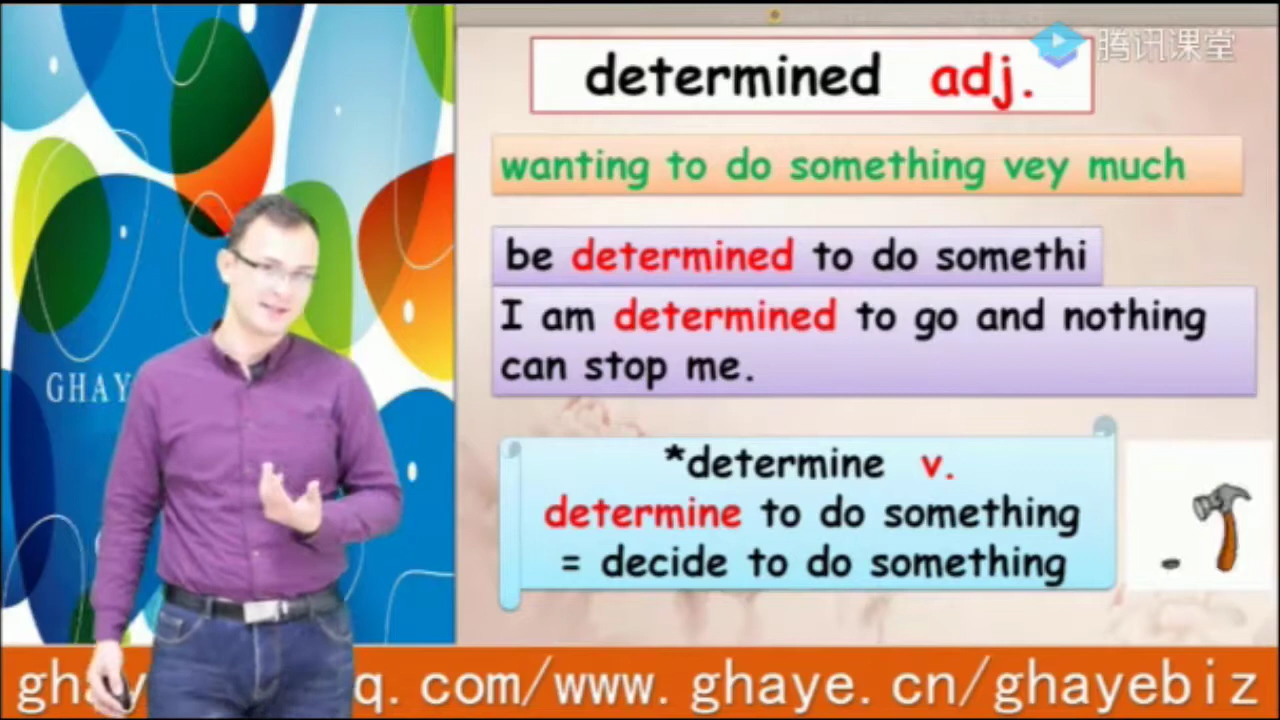 腾讯课堂
determined adj.
wanting to do something vey much
be determined to do somethi
I am determined to go and nothing
can stop me.
GHAY
*determine v.
determine to do something
= decide to do something
ghay q. com/www. ghaye. cn/ghayebiz